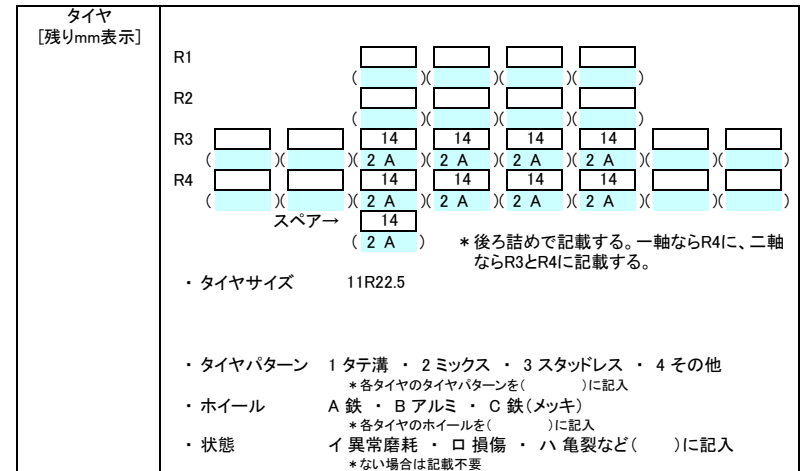 タイヤ
[残りmm表示]
R1
( )( )( )( )
R2
( )( )( )( )
R3 14 14 14 14
( )( )( 2 A )( 2 A )( 2 A )( 2 A )( )( )
R4 14 14 14 14
( )( )( 2 A )( 2 A )( 2 A )( 2 A )( )( )
スペア→ 14
( 2 A ) *後ろ詰めで記載する。一軸ならR4に、二軸
ならR3とR4に記載する。
・ タイヤサイズ 11R22.5
・ タイヤパターン 1 タテ溝 ・ 2 ミックス ・ 3 スタッドレス ・ 4 その他
*各タイヤのタイヤパターンを( )に記入
・ ホイール A 鉄 ・ B アルミ ・ C 鉄(メッキ)
*各タイヤのホイールを( )に記入
・ 状態 イ 異常磨耗 ・ ロ 損傷 ・ ハ 亀裂など( )に記入
*ない場合は記載不要